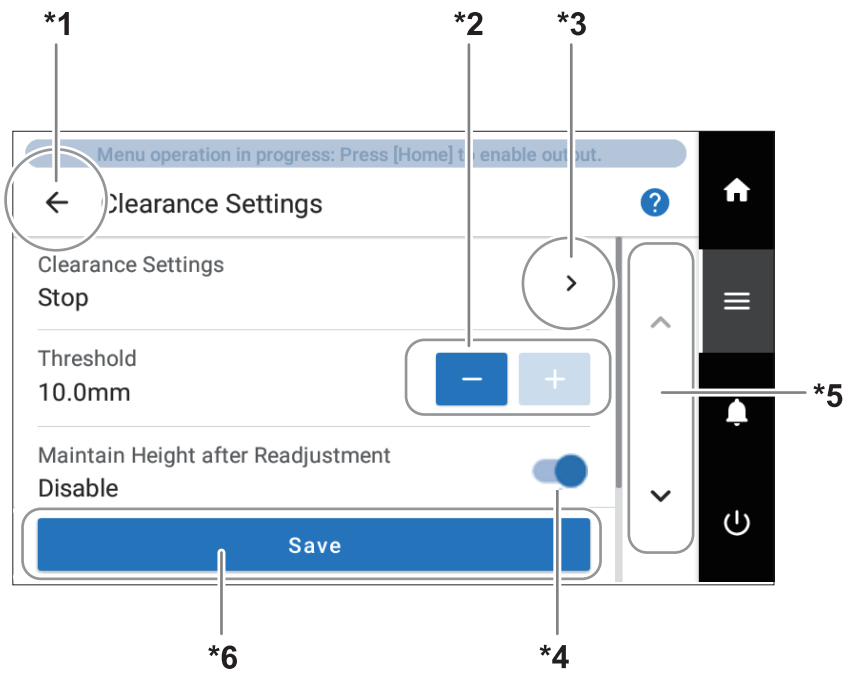 *1
*2
*3
Menu operation in progress: Press [Home] to enable output.
Clearance Settings
?
Clearance Settings
Stop
Threshold
10.0mm
*5
Maintain Height after Readjustment
Disable
Save
*6
*4